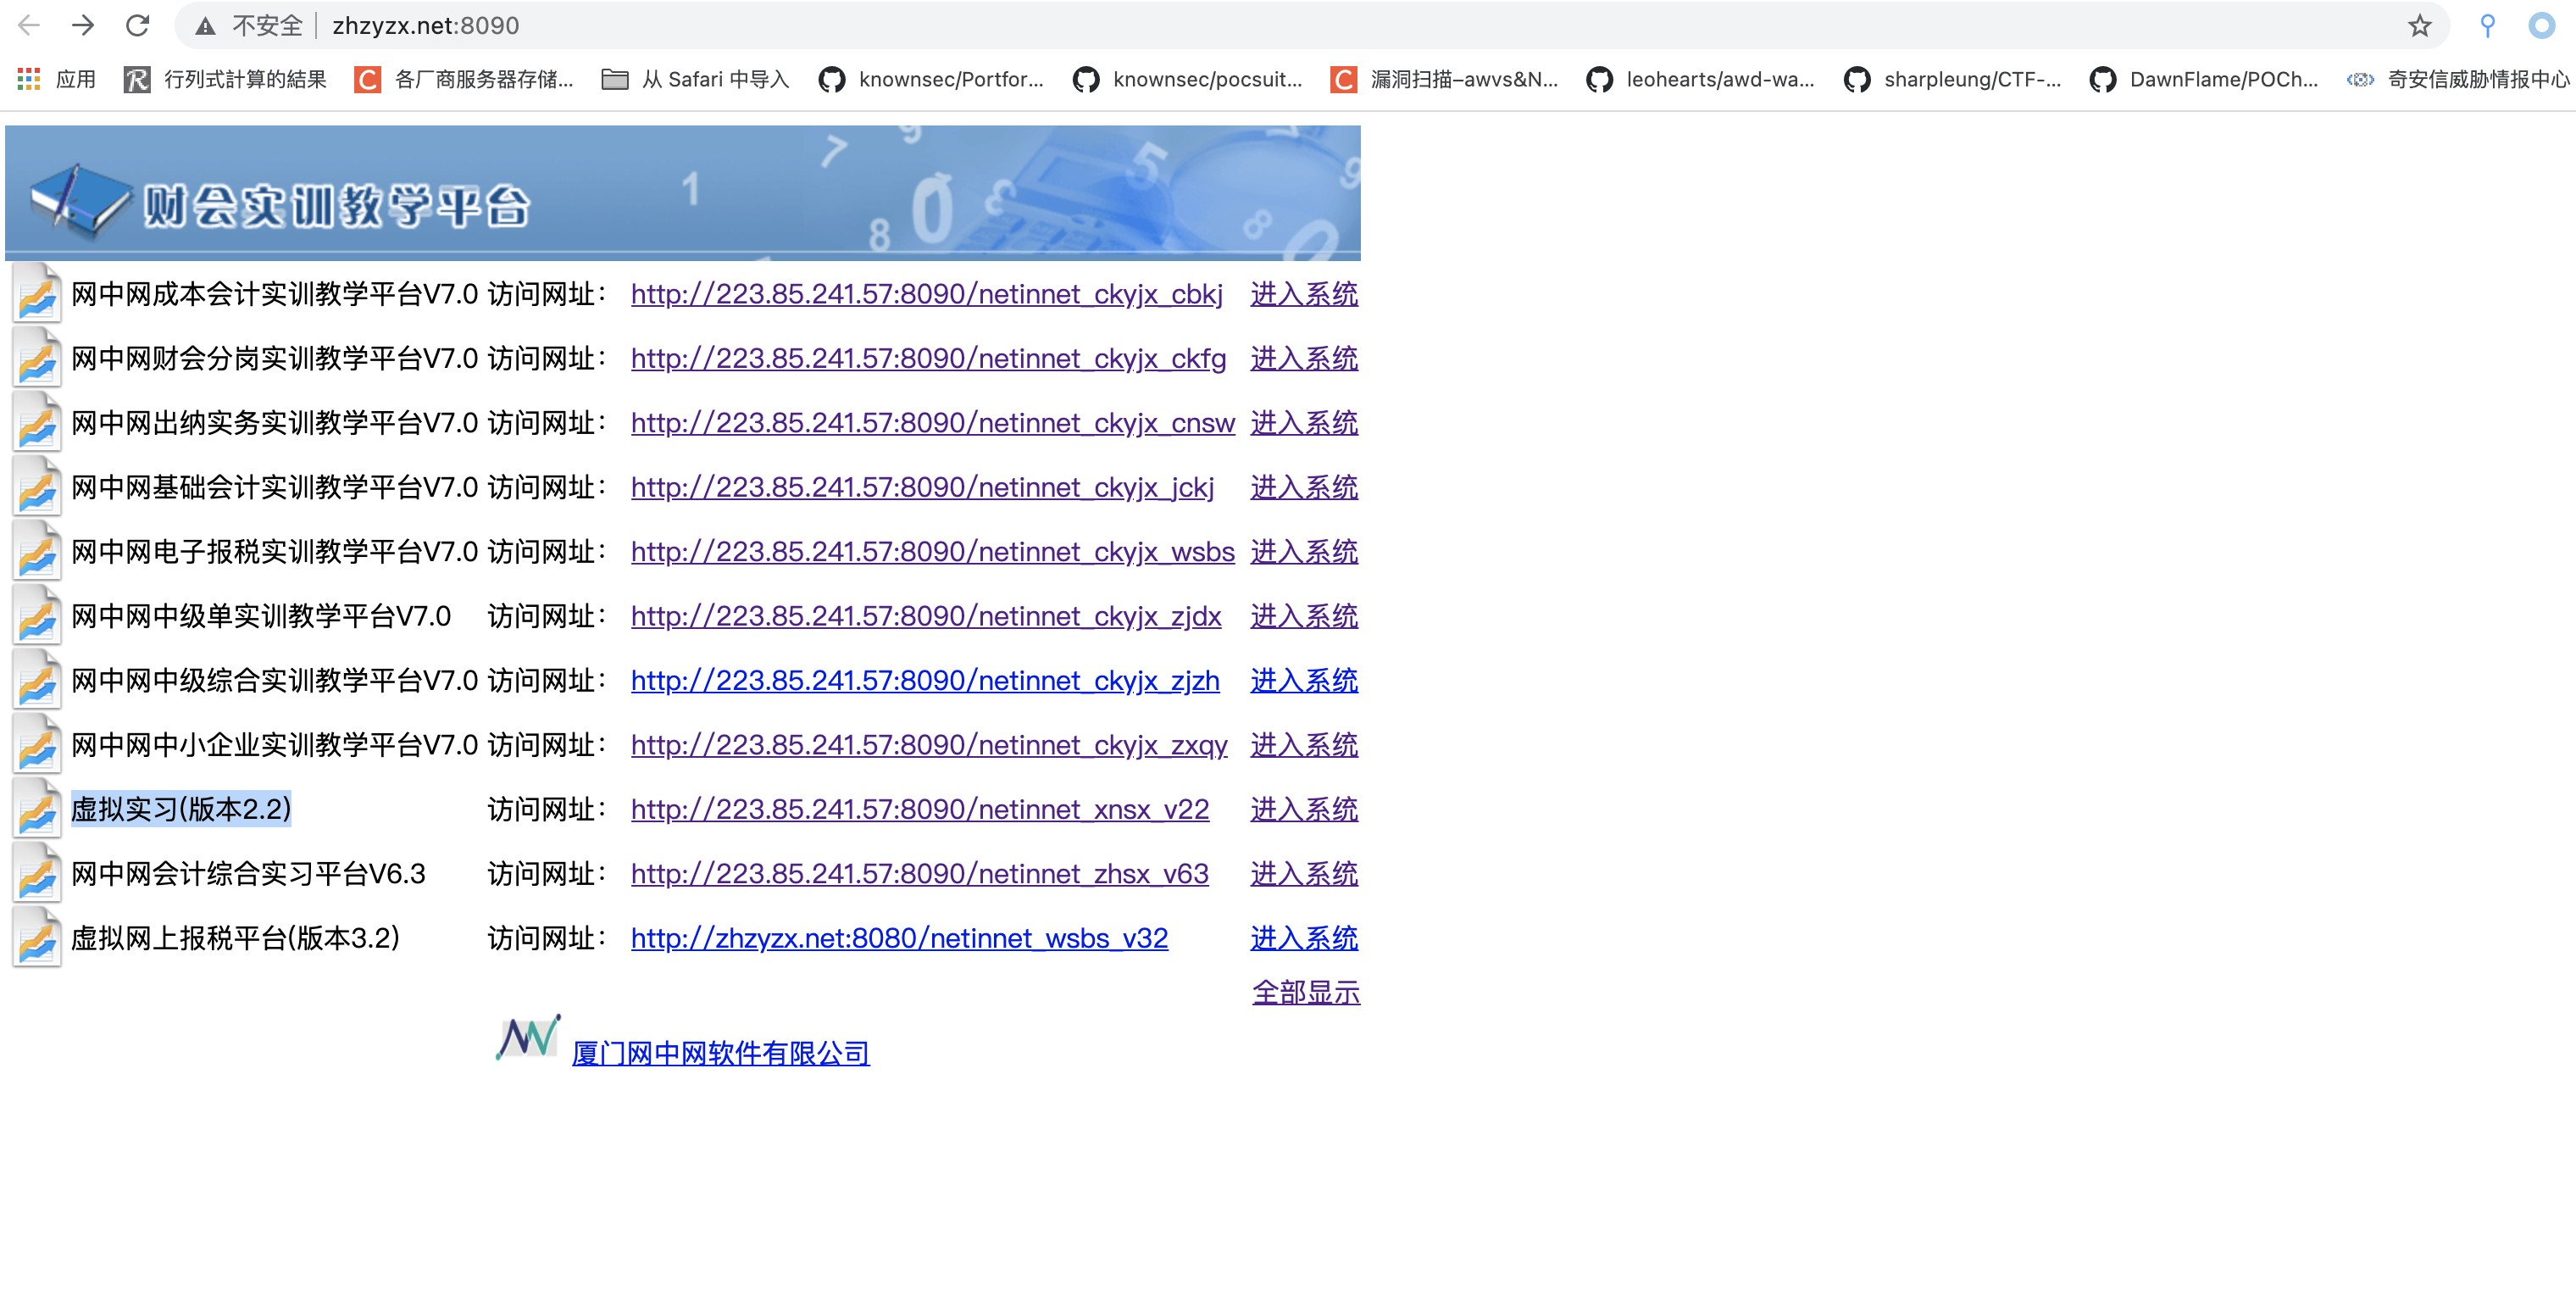 不安全 | zhzyzx.net:8090
应用 行列式計算的結果 各厂商服务器存储... 从 Safari 中导入 knownsec/Portfor... knownsec/pocsuit... 漏洞扫描–awvs&N... leohearts/awd-wa... sharpleung/CTF-... DawnFlame/POCh... 奇安信威胁情报中心
财会实训教学平台
网中网成本会计实训教学平台V7.0 访问网址： http://223.85.241.57:8090/netinnet_ckyjx_cbkj 进入系统
网中网财会分岗实训教学平台V7.0 访问网址： http://223.85.241.57:8090/netinnet_ckyjx_ckfg 进入系统
网中网出纳实务实训教学平台V7.0 访问网址： http://223.85.241.57:8090/netinnet_ckyjx_cnsw 进入系统
网中网基础会计实训教学平台V7.0 访问网址： http://223.85.241.57:8090/netinnet_ckyjx_jckj 进入系统
网中网电子报税实训教学平台V7.0 访问网址： http://223.85.241.57:8090/netinnet_ckyjx_wsbs 进入系统
网中网中级单实训教学平台V7.0 访问网址： http://223.85.241.57:8090/netinnet_ckyjx_zjdx 进入系统
网中网中级综合实训教学平台V7.0 访问网址： http://223.85.241.57:8090/netinnet_ckyjx_zjzh 进入系统
网中网中小企业实训教学平台V7.0 访问网址： http://223.85.241.57:8090/netinnet_ckyjx_zxqy 进入系统
虚拟实习(版本2.2) 访问网址： http://223.85.241.57:8090/netinnet_xnsx_v22 进入系统
网中网会计综合实习平台V6.3 访问网址： http://223.85.241.57:8090/netinnet_zhsx_v63 进入系统
虚拟网上报税平台(版本3.2) 访问网址： http://zhzyzx.net:8080/netinnet_wsbs_v32 进入系统
全部显示
厦门网中网软件有限公司